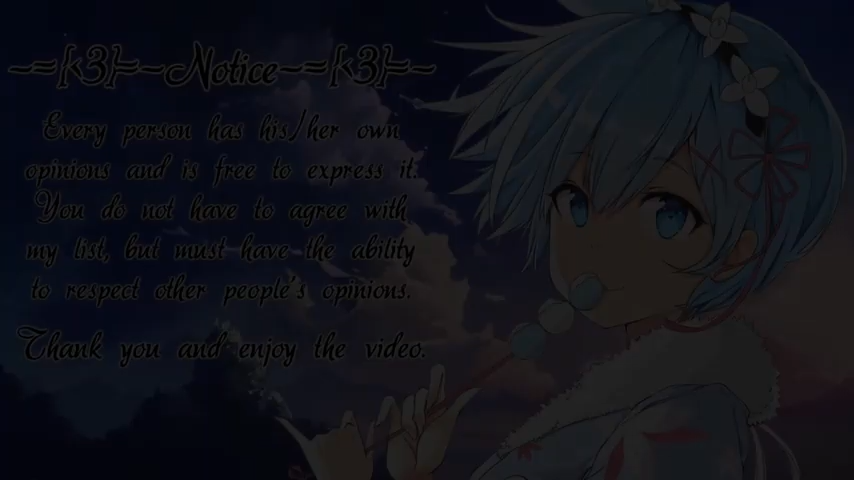 ~={<3}=~Notice~={<3}=~
Every person has his/her own
opinions and is free to express it.
You do not have to agree with
my list, but must have the ability
to respect other people's opinions.
Thank you and enjoy the video.